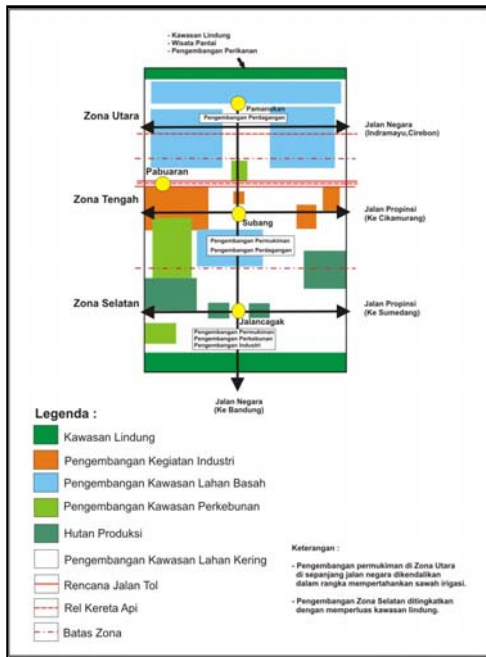 - Kawasan Lindung
- Wisata Pantai
- Pengembangan Perikanan
Zona Utara
Pamanukan
Pengembangan Perdagangan
Jalan Negara
(Indramayu,Cirebon)
Pabuaran
Zona Tengah
Subang
Jalan Propinsi
(Ke Cikamurang)
Pengembangan Permukiman
Pengembangan Perdagangan
Zona Selatan
Jalancagak
Jalan Propinsi
(Ke Sumedang)
Pengembangan Permukiman
Pengembangan Perkebunan
Pengembangan Industri
Jalan Negara
(Ke Bandung)
Legenda :
Kawasan Lindung
Pengembangan Kegiatan Industri
Pengembangan Kawasan Lahan Basah
Pengembangan Kawasan Perkebunan
Hutan Produksi
Pengembangan Kawasan Lahan Kering
Rencana Jalan Tol
Rel Kereta Api
Batas Zona
Keterangan :
- Pengembangan permukiman di Zona Utara
di sepanjang jalan negara dikendalikan
dalam rangka mempertahankan sawah irigasi.
- Pengembangan Zona Selatan ditingkatkan
dengan memperluas kawasan lindung.